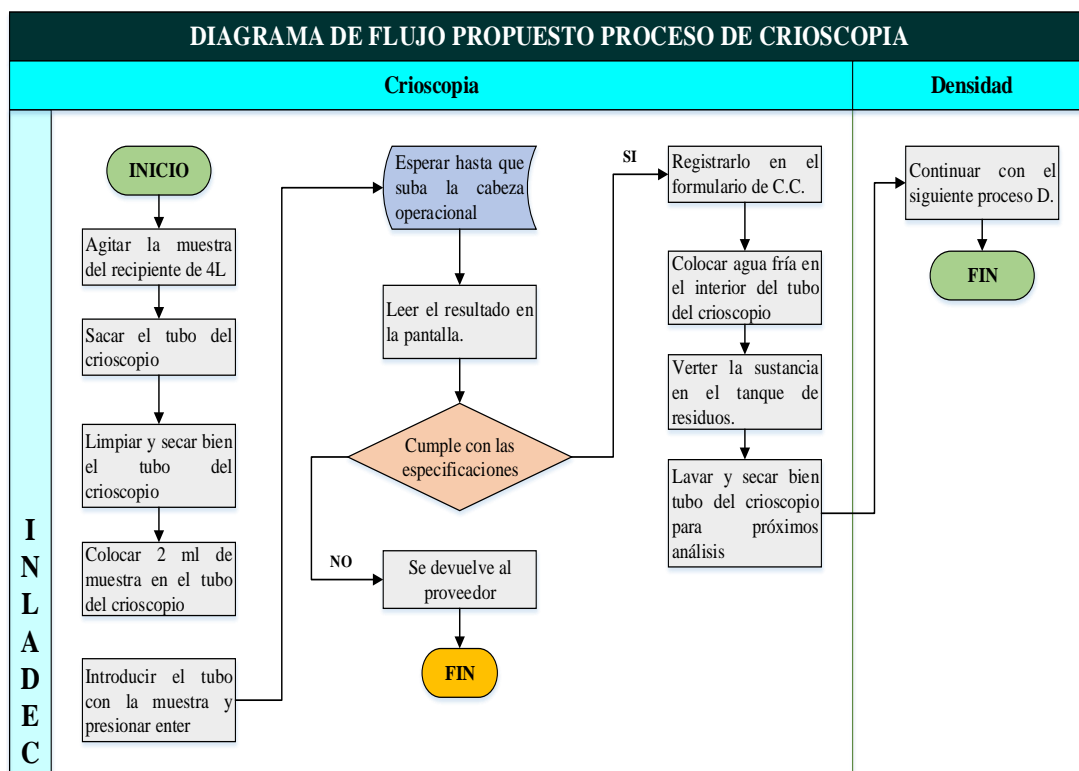 DIAGRAMA DE FLUJO PROPUESTO PROCESO DE CRIOSCOPIA
Crioscopia
Densidad
INLADEC
INICIO
Agitar la muestra
del recipiente de 4L
Sacar el tubo del
crioscopio
Limpiar y secar bien
el tubo del
crioscopio
Colocar 2 ml de
muestra en el tubo
del crioscopio
Introducir el tubo
con la muestra y
presionar enter
Esperar hasta que
suba la cabeza
operacional
Leer el resultado en
la pantalla.
Cumple con las
especificaciones
NO
Se devuelve al
proveedor
FIN
SI
Registrarlo en el
formulario de C.C.
Colocar agua fría en
el interior del tubo
del crioscopio
Verter la sustancia
en el tanque de
residuos.
Lavar y secar bien
tubo del crioscopio
para próximos
análisis
Continuar con el
siguiente proceso D.
FIN